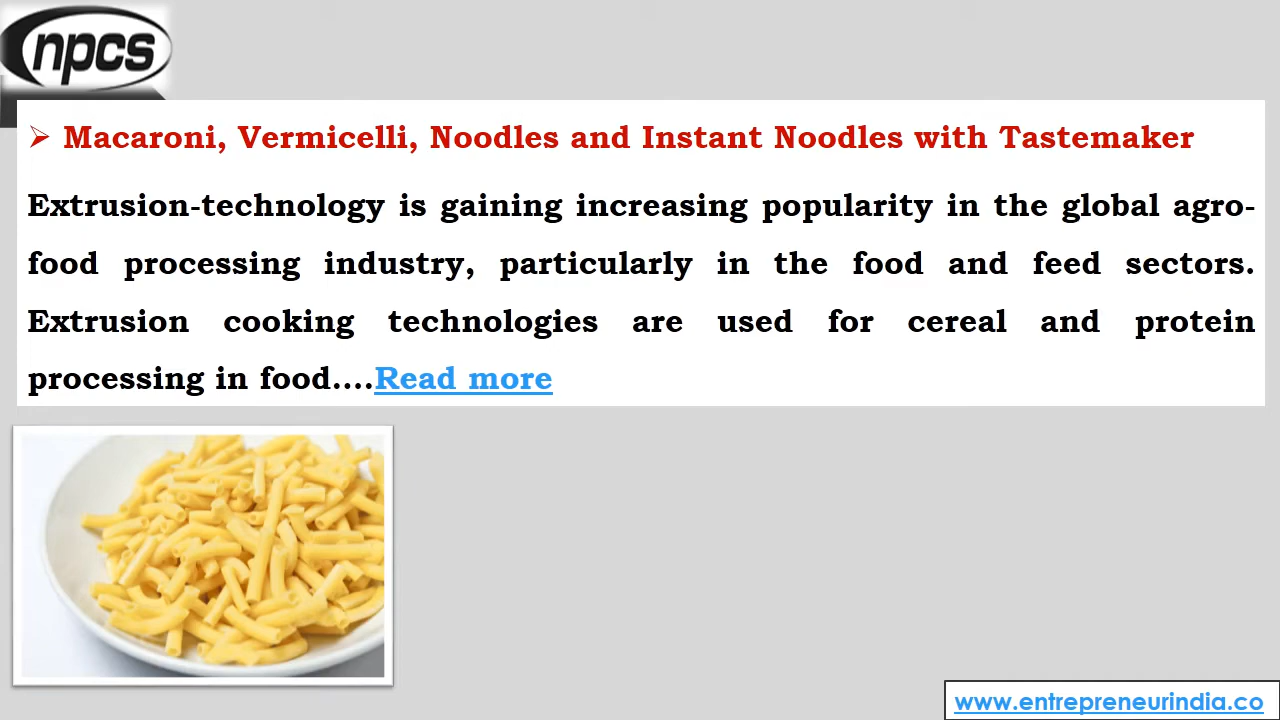 npcs
Macaroni, Vermicelli, Noodles and Instant Noodles with Tastemaker
Extrusion-technology is gaining increasing popularity in the global agro-
food processing industry, particularly in the food and feed sectors.
Extrusion cooking technologies are used for cereal and protein
processing in food....Read more
www.entrepreneurindia.co